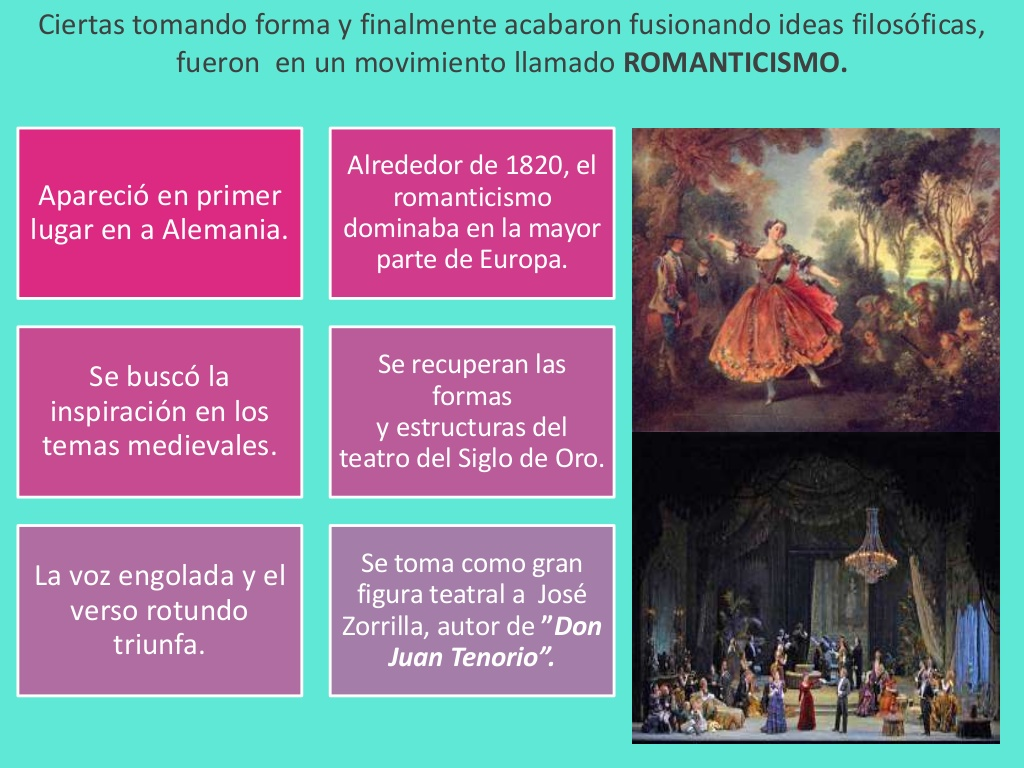 Ciertas tomando forma y finalmente acabaron fusionando ideas filosóficas,
fueron en un movimiento llamado ROMANTICISMO.
Apareció en primer
lugar en a Alemania.
Alrededor de 1820, el
romanticismo
dominaba en la mayor
parte de Europa.
Se buscó la
inspiración en los
temas medievales.
Se recuperan las
formas
y estructuras del
teatro del Siglo de Oro.
La voz engolada y el
verso rotundo
triunfa.
Se toma como gran
figura teatral a José
Zorrilla, autor de ”Don
Juan Tenorio”.